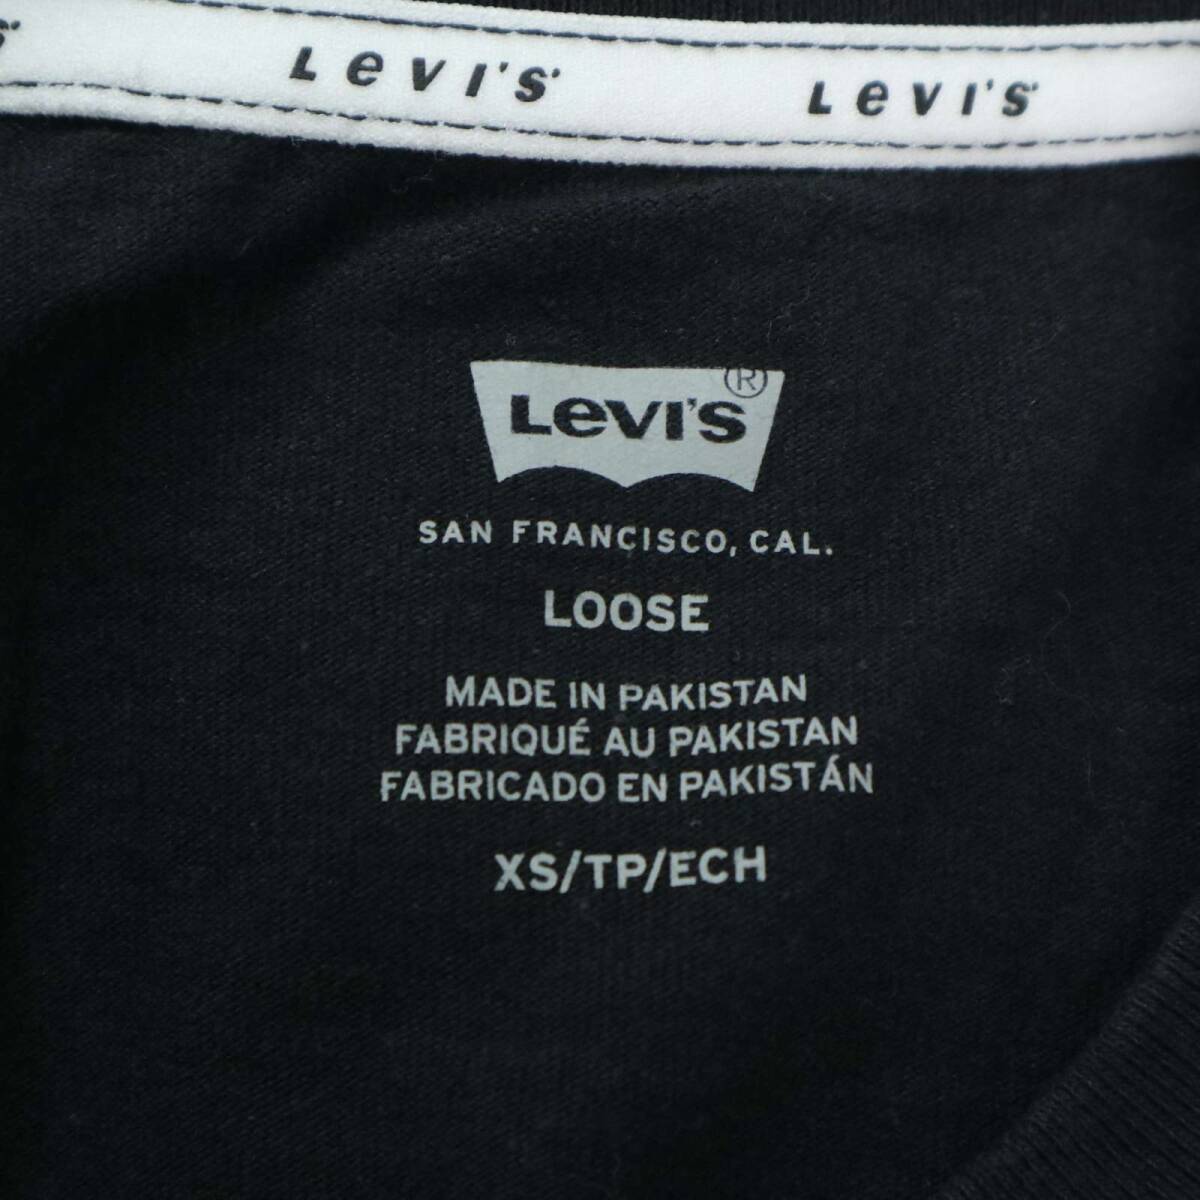 LEVI'S LEVI'S
LEVI'S ®
SAN FRANCISCO, CAL.
LOOSE
MADE IN PAKISTAN
FABRIQUÉ AU PAKISTAN
FABRICADO EN PAKISTÁN
XS/TP/ECH